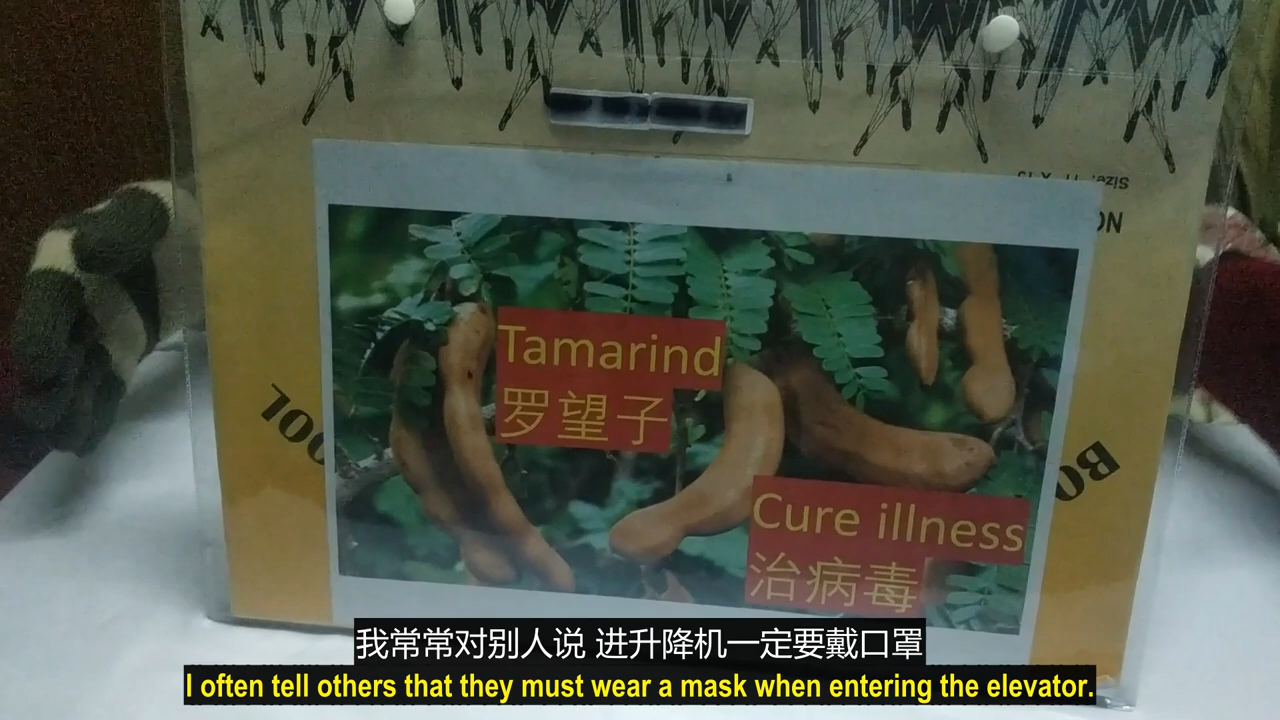 ON
Tamarind
罗望子
Cure illness
治病毒
我常常对别人说 进升降机一定要戴口罩
I often tell others that they must wear a mask when entering the elevator.